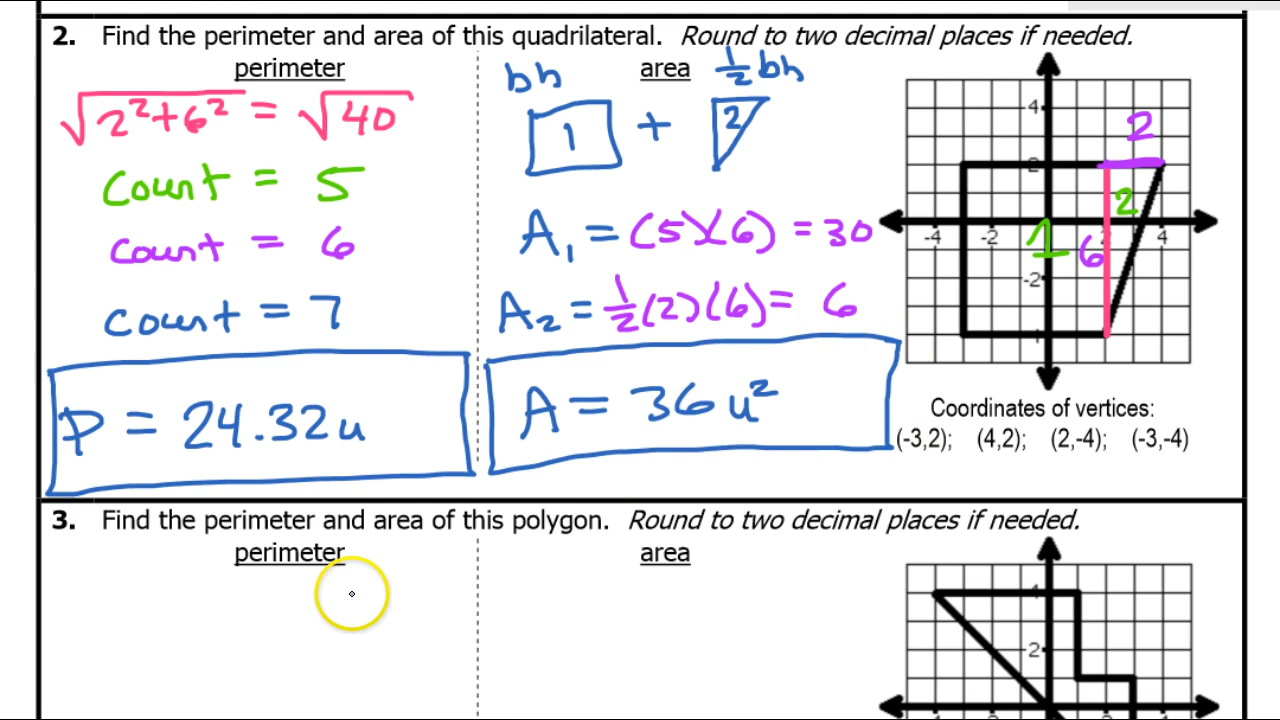 2. Find the perimeter and area of this quadrilateral. Round to two decimal places if needed.
perimeter
√2²+6² = √40
count = 5
count = 6
count = 7
P = 24.32u
area
bh
½bh
1 + 2
A₁ = (5)(6) = 30
A₂ = ½(2)(6) = 6
A = 36u²
4
2
2
2
-4 -2 1 2 4
6
-2
Coordinates of vertices:
(-3,2); (4,2); (2,-4); (-3,-4)
3. Find the perimeter and area of this polygon. Round to two decimal places if needed.
perimeter
area
4
2